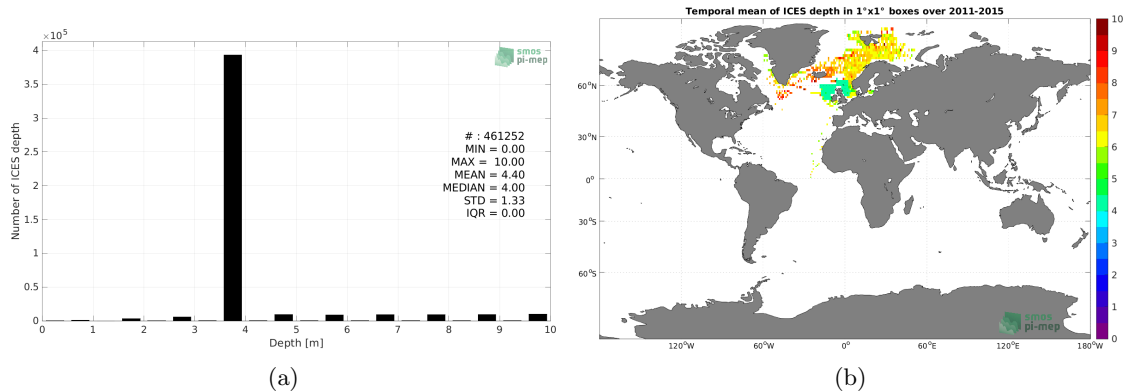 ×10⁵
4
3.5
3
2.5
2
1.5
1
0.5
0
Number of ICES depth
smos
pi-mep
# : 461252
MIN = 0.00
MAX = 10.00
MEAN = 4.40
MEDIAN = 4.00
STD = 1.33
IQR = 0.00
0 1 2 3 4 5 6 7 8 9 10
Depth [m]
(a)
Temporal mean of ICES depth in 1°x1° boxes over 2011-2015
60°N
30°N
0°
30°S
60°S
120°W 60°W 0° 60°E 120°E 180°W
smos
pi-mep
10
9
8
7
6
5
4
3
2
1
0
(b)